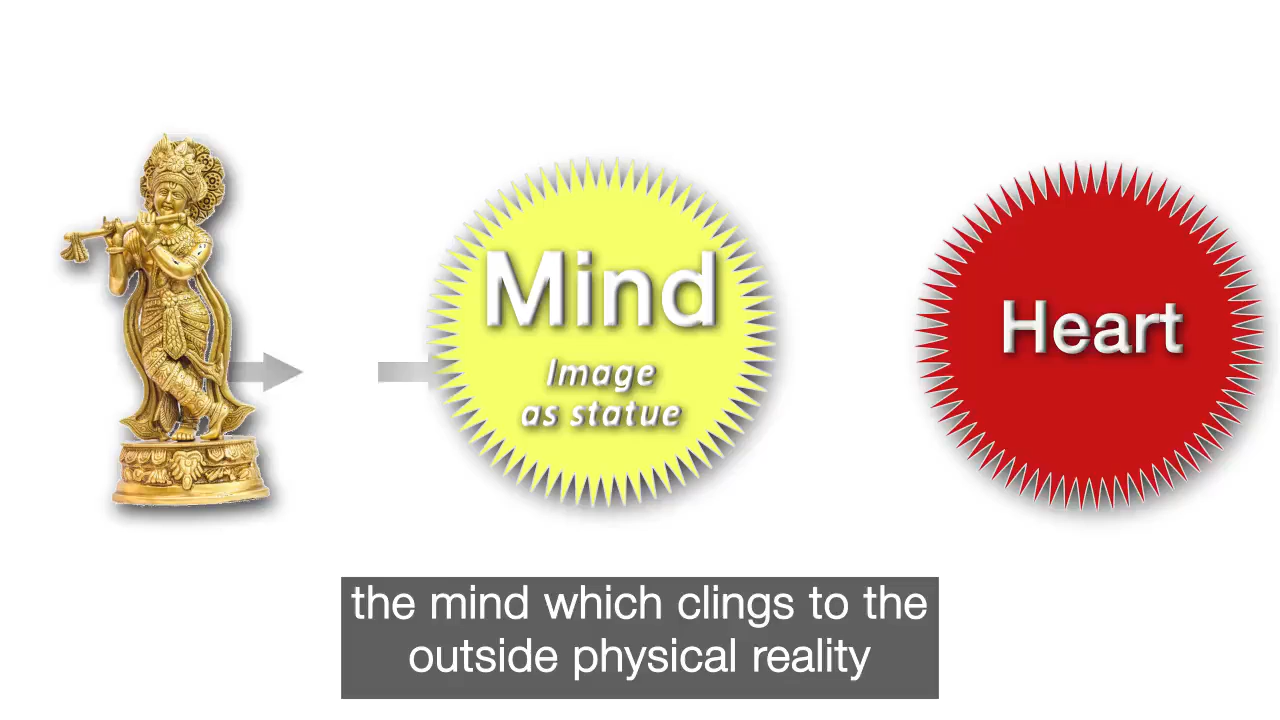 Mind
Image
as statue
Heart
the mind which clings to the
outside physical reality